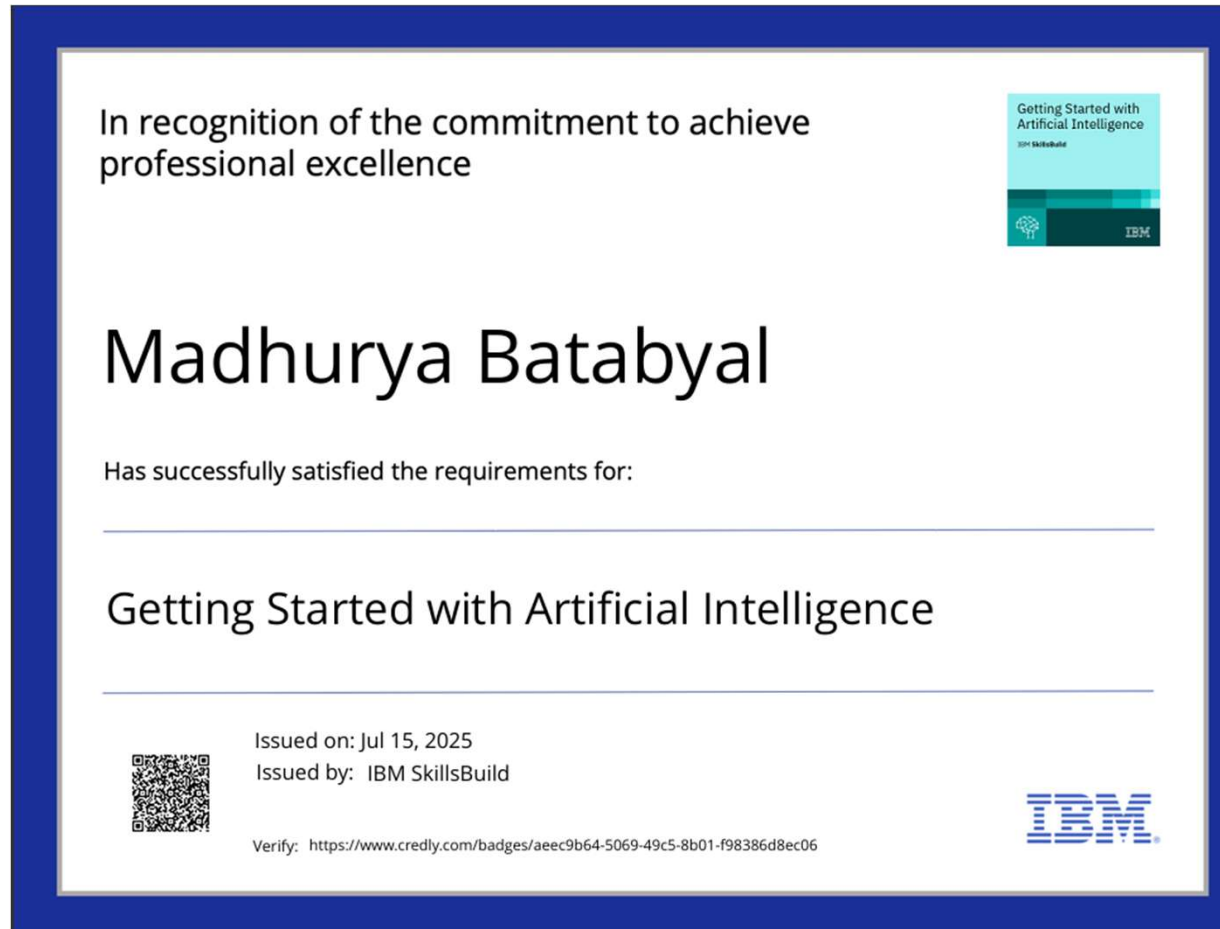 In recognition of the commitment to achieve
professional excellence
Getting Started with
Artificial Intelligence
IBM SkillsBuild
IBM
Madhurya Batabyal
Has successfully satisfied the requirements for:
Getting Started with Artificial Intelligence
Issued on: Jul 15, 2025
Issued by: IBM SkillsBuild
Verify: https://www.credly.com/badges/aeec9b64-5069-49c5-8b01-f98386d8ec06
IBM®